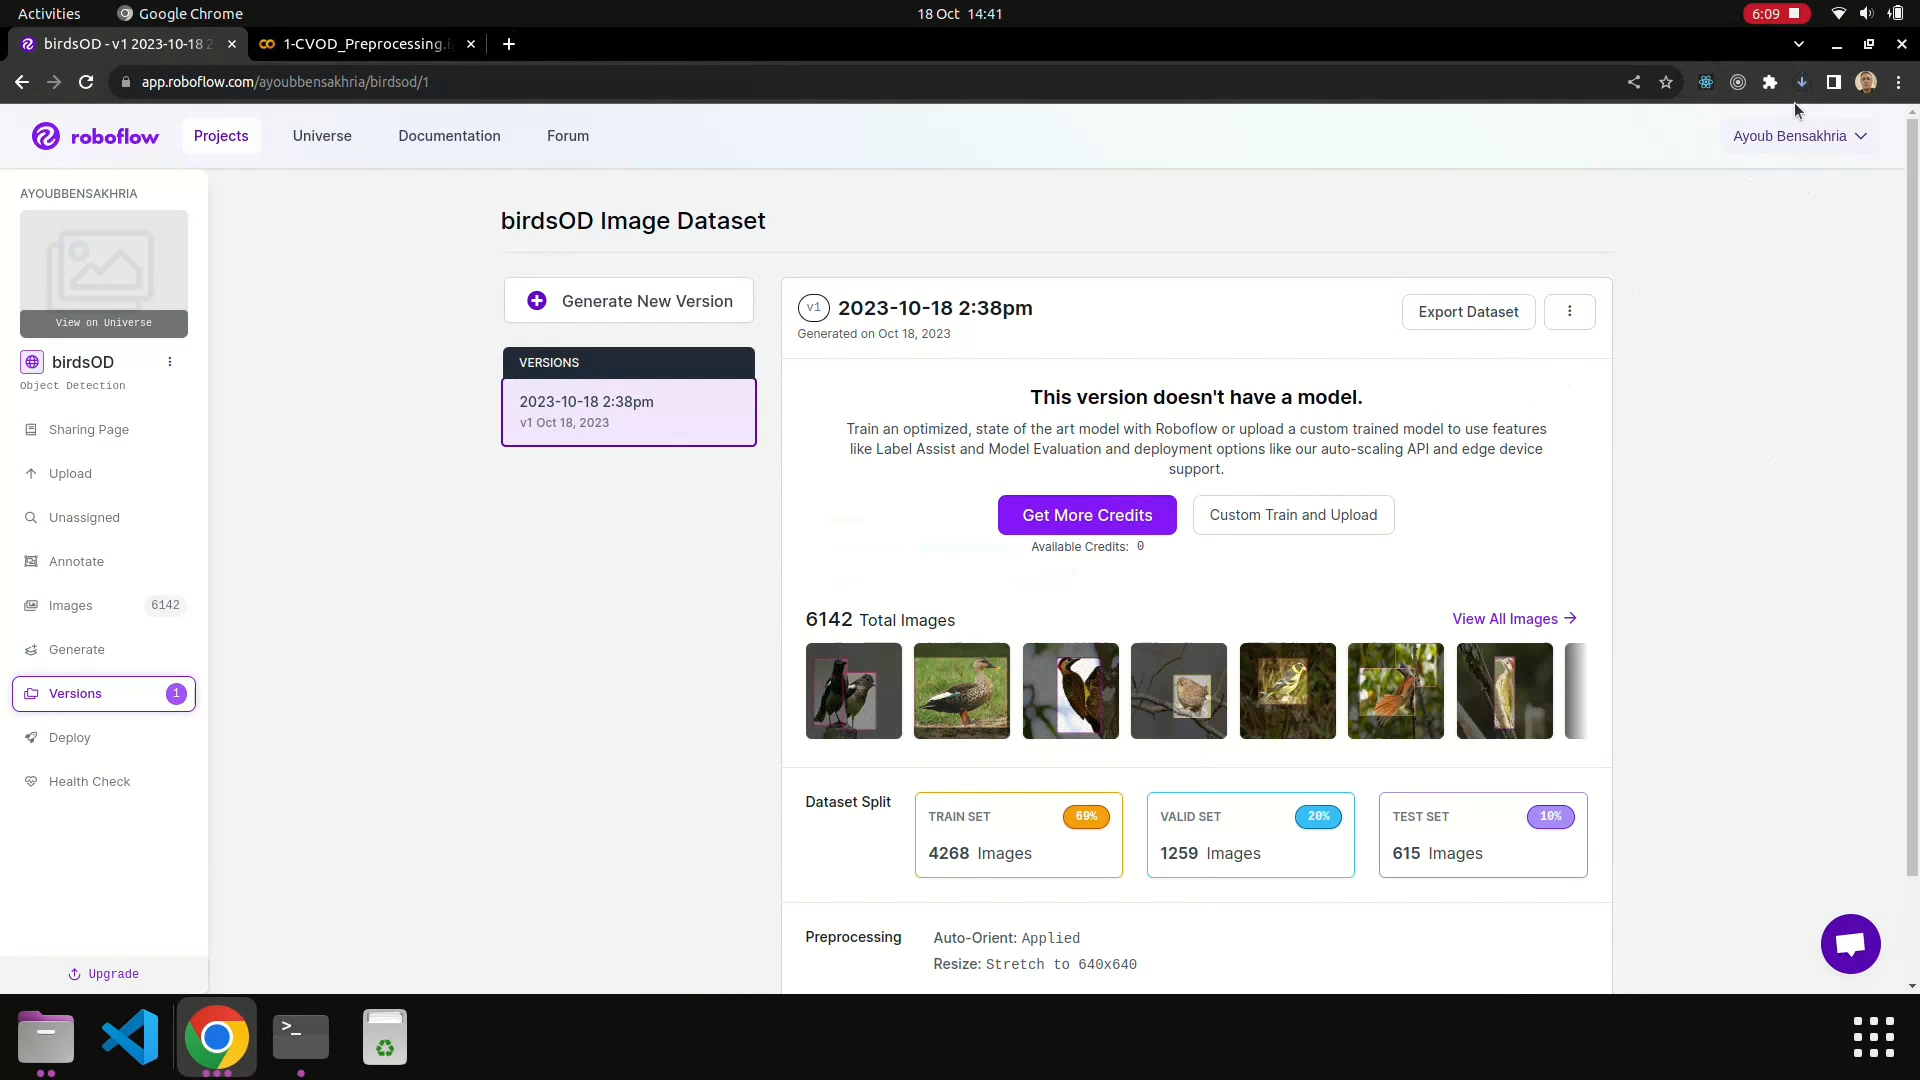 Activities
Google Chrome
18 Oct 14:41
6:09
birdsOD - v1 2023-10-18 2
1-CVOD_Preprocessing.i
app.roboflow.com/ayoubbensakhria/birdsod/1
roboflow
Projects
Universe
Documentation
Forum
Ayoub Bensakhria
AYOUBBENSAKHRIA
View on Universe
birdsOD
Object Detection
Sharing Page
Upload
Unassigned
Annotate
Images 6142
Generate
Versions 1
Deploy
Health Check
Upgrade
birdsOD Image Dataset
Generate New Version
VERSIONS
2023-10-18 2:38pm
v1 Oct 18, 2023
v1 2023-10-18 2:38pm
Generated on Oct 18, 2023
Export Dataset
This version doesn't have a model.
Train an optimized, state of the art model with Roboflow or upload a custom trained model to use features
like Label Assist and Model Evaluation and deployment options like our auto-scaling API and edge device
support.
Get More Credits
Custom Train and Upload
Available Credits: 0
6142 Total Images
View All Images
Dataset Split
TRAIN SET 69%
4268 Images
VALID SET 20%
1259 Images
TEST SET 10%
615 Images
Preprocessing
Auto-Orient: Applied
Resize: Stretch to 640x640